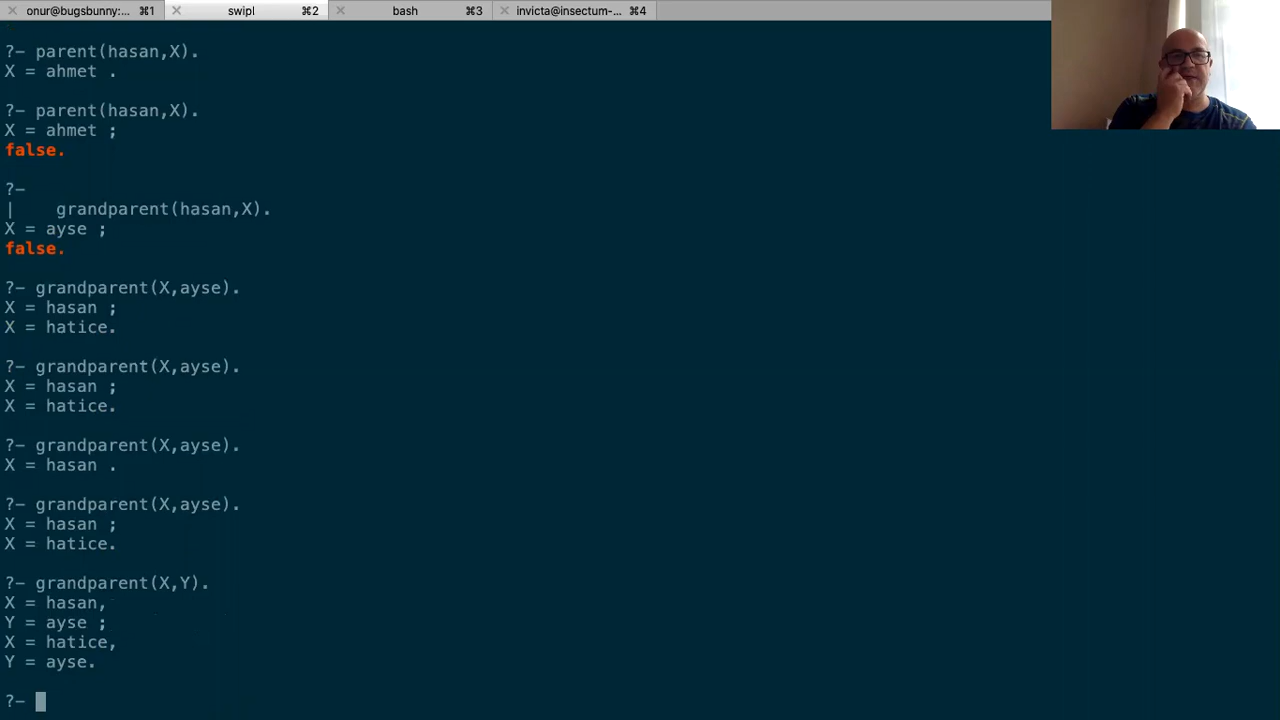 onur@bugsbunny:... ⌘1
swipl ⌘2
bash ⌘3
invicta@insectum-... ⌘4
?- parent(hasan,X).
X = ahmet .
?- parent(hasan,X).
X = ahmet ;
false.
?-
|    grandparent(hasan,X).
X = ayse ;
false.
?- grandparent(X,ayse).
X = hasan ;
X = hatice.
?- grandparent(X,ayse).
X = hasan ;
X = hatice.
?- grandparent(X,ayse).
X = hasan .
?- grandparent(X,ayse).
X = hasan ;
X = hatice.
?- grandparent(X,Y).
X = hasan,
Y = ayse ;
X = hatice,
Y = ayse.
?-